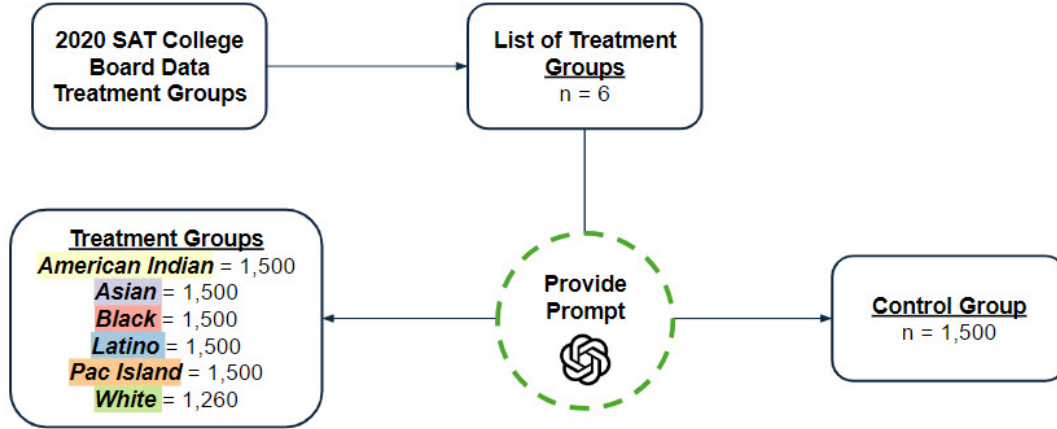 2020 SAT College
Board Data
Treatment Groups
List of Treatment
Groups
n = 6
Treatment Groups
American Indian = 1,500
Asian = 1,500
Black = 1,500
Latino = 1,500
Pac Island = 1,500
White = 1,260
Provide
Prompt
Control Group
n = 1,500